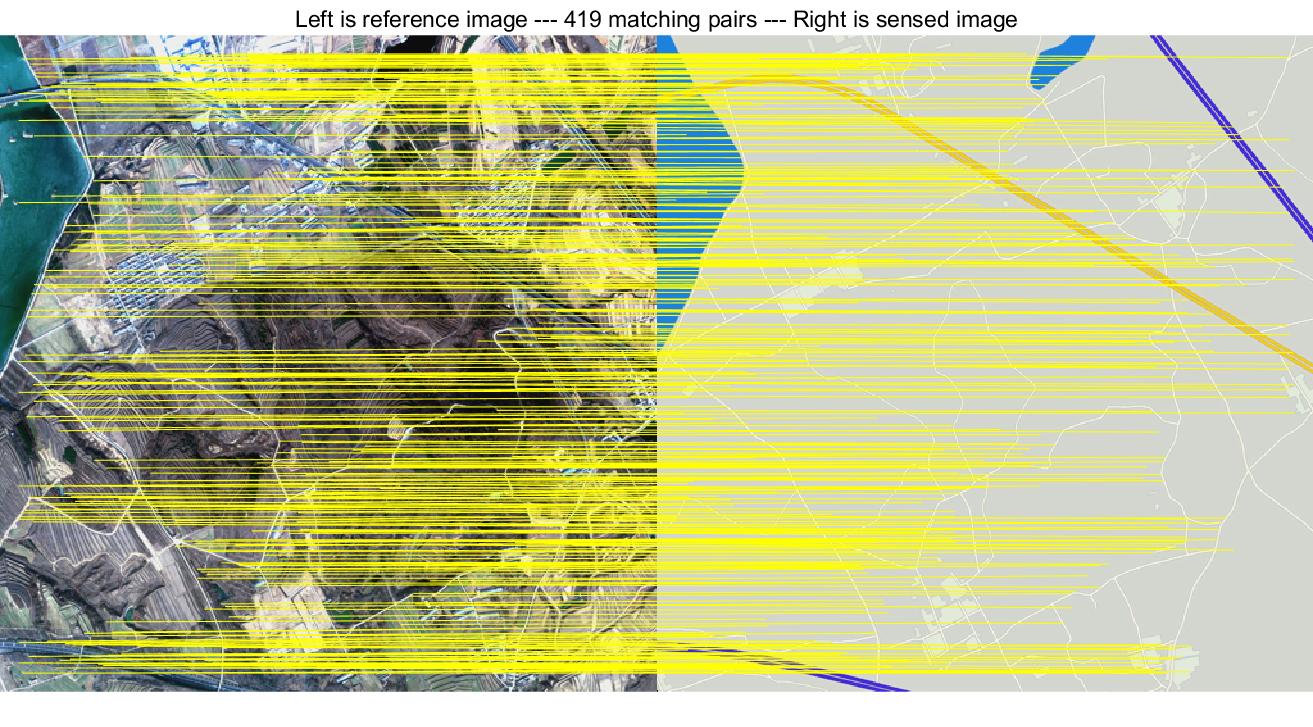 Left is reference image --- 419 matching pairs --- Right is sensed image